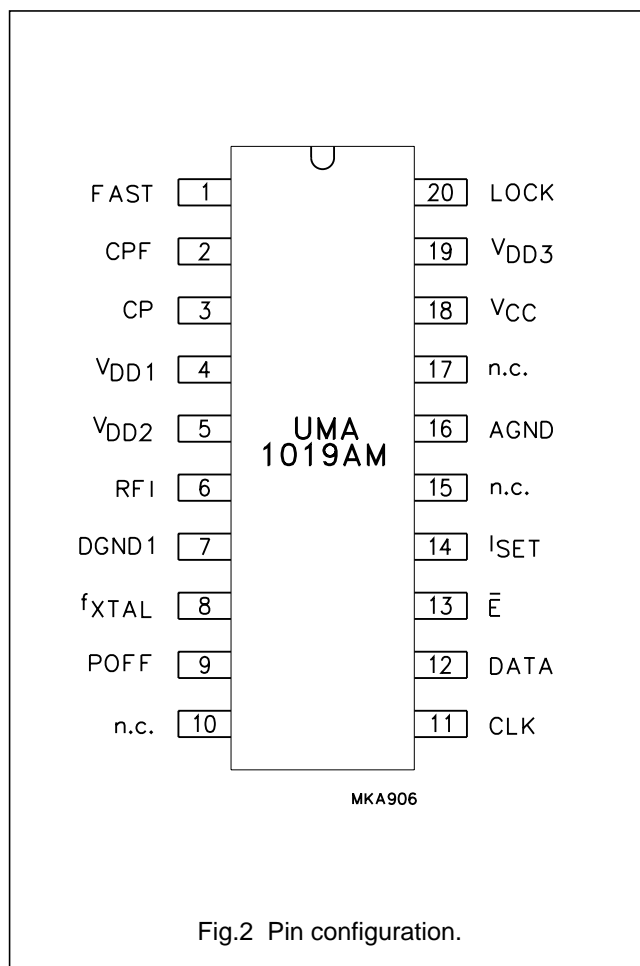 FAST 1 20 LOCK
CPF 2 19 VDD3
CP 3 18 VCC
VDD1 4 17 n.c.
VDD2 5 16 AGND
UMA
1019AM
RFI 6 15 n.c.
DGND1 7 14 ISET
fXTAL 8 13 E̅
POFF 9 12 DATA
n.c. 10 11 CLK
MKA906
Fig.2 Pin configuration.